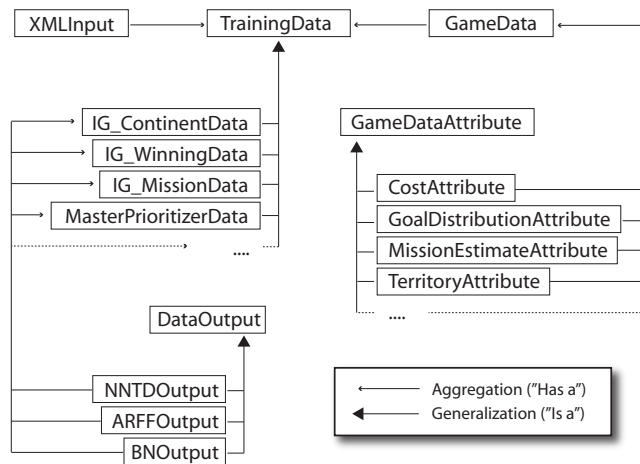 XMLInput TrainingData GameData
IG_ContinentData
IG_WinningData
IG_MissionData
MasterPrioritizerData
....
GameDataAttribute
CostAttribute
GoalDistributionAttribute
MissionEstimateAttribute
TerritoryAttribute
....
DataOutput
NNTDOutput
ARFFOutput
BNOutput
Aggregation ("Has a")
Generalization ("Is a")